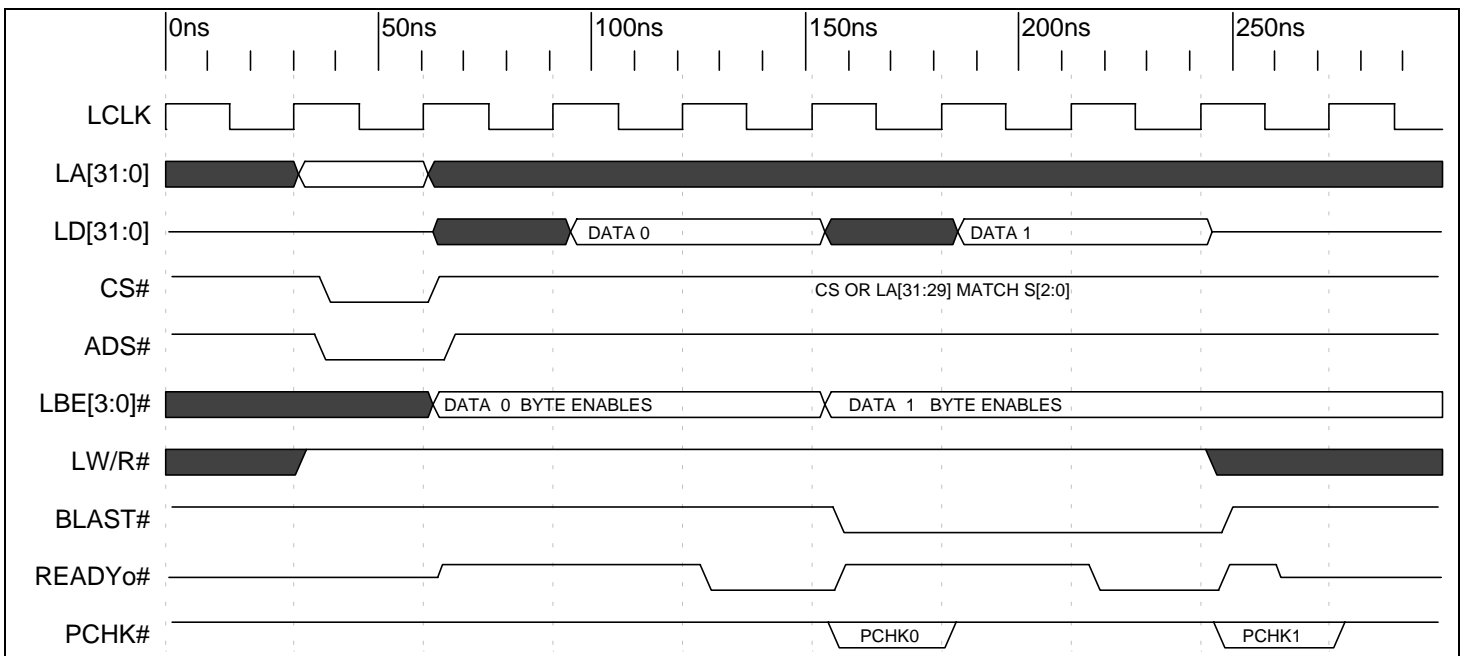 0ns 50ns 100ns 150ns 200ns 250ns
LCLK
LA[31:0]
LD[31:0] DATA 0 DATA 1
CS# CS OR LA[31:29] MATCH S[2:0]
ADS#
LBE[3:0]# DATA 0 BYTE ENABLES DATA 1 BYTE ENABLES
LW/R#
BLAST#
READYo#
PCHK# PCHK0 PCHK1